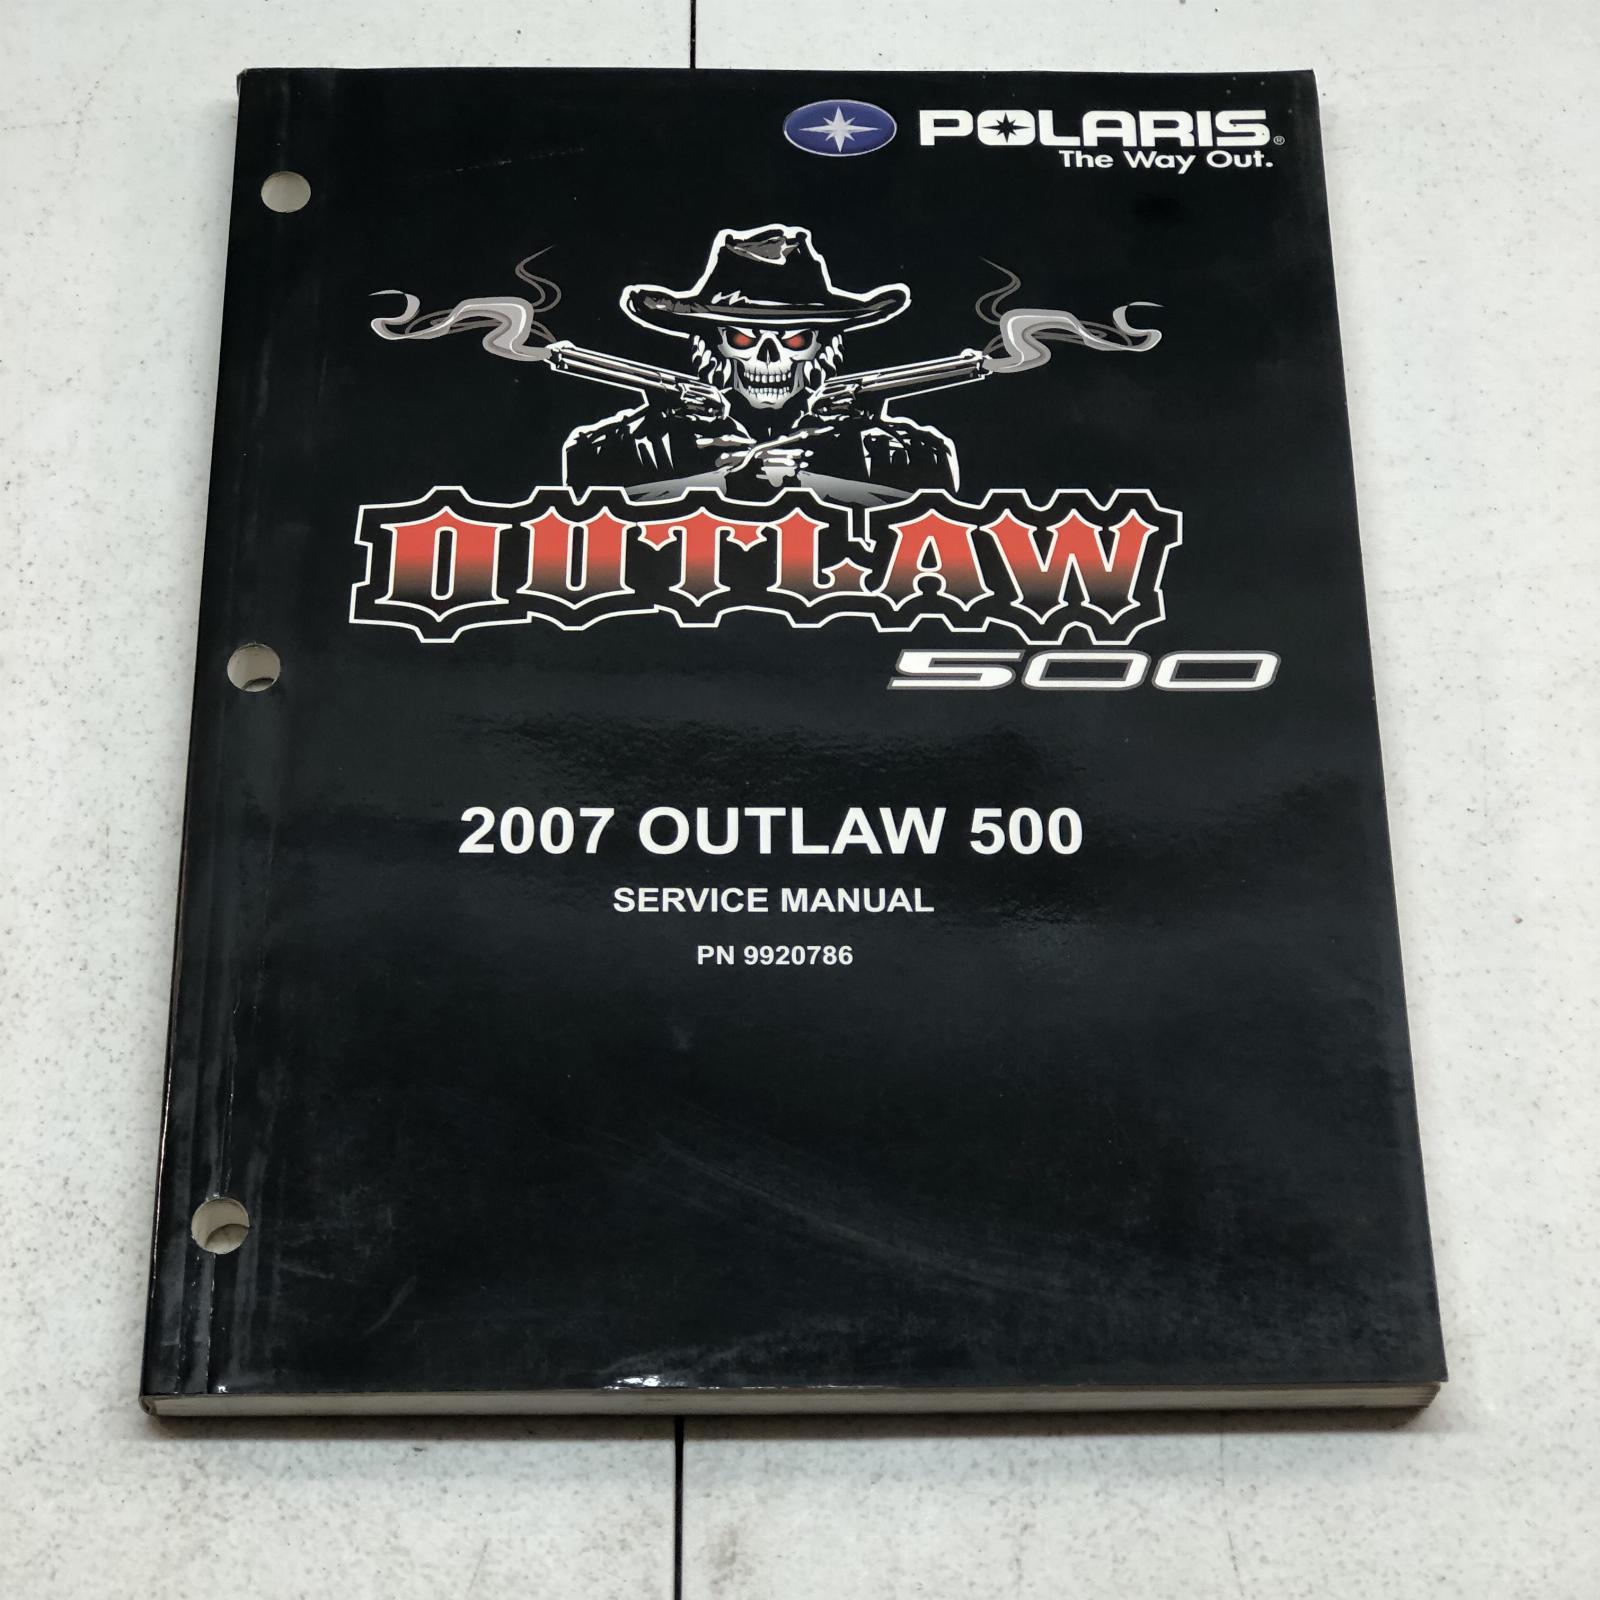 POLARIS®
The Way Out.
OUTLAW
500
2007 OUTLAW 500
SERVICE MANUAL
PN 9920786